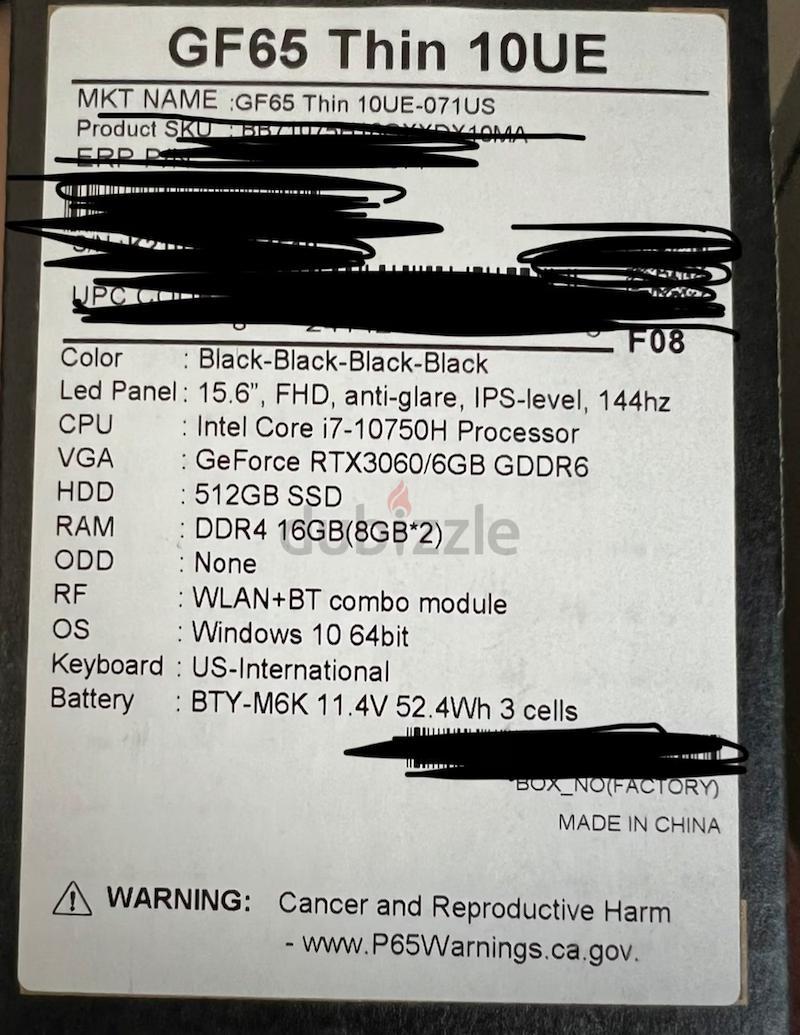 GF65 Thin 10UE
MKT NAME :GF65 Thin 10UE-071US
Product SKU :
ERP P/N
UPC
F08
Color : Black-Black-Black-Black
Led Panel : 15.6”, FHD, anti-glare, IPS-level, 144hz
CPU : Intel Core i7-10750H Processor
VGA : GeForce RTX3060/6GB GDDR6
HDD : 512GB SSD
RAM : DDR4 16GB(8GB*2)
dubizzle
ODD : None
RF : WLAN+BT combo module
OS : Windows 10 64bit
Keyboard : US-International
Battery : BTY-M6K 11.4V 52.4Wh 3 cells
*BOX_NO(FACTORY)
MADE IN CHINA
WARNING: Cancer and Reproductive Harm
- www.P65Warnings.ca.gov.